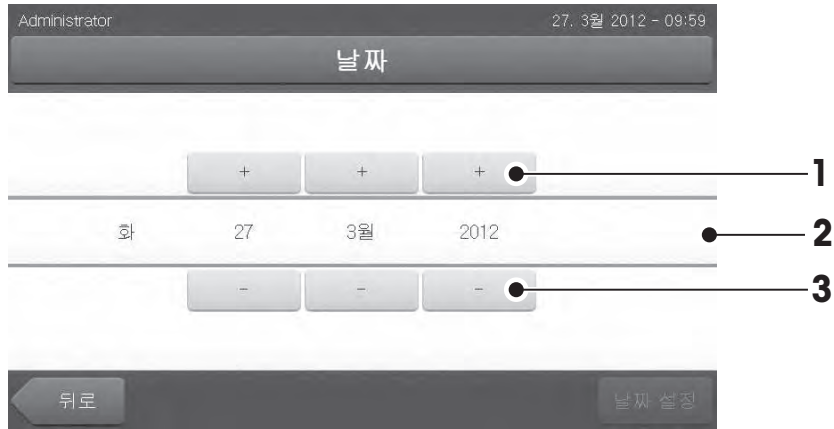 Administrator 27. 3월 2012 - 09:59
날짜
+ + + 1
화 27 3월 2012 2
- - - 3
뒤로 날짜 설정